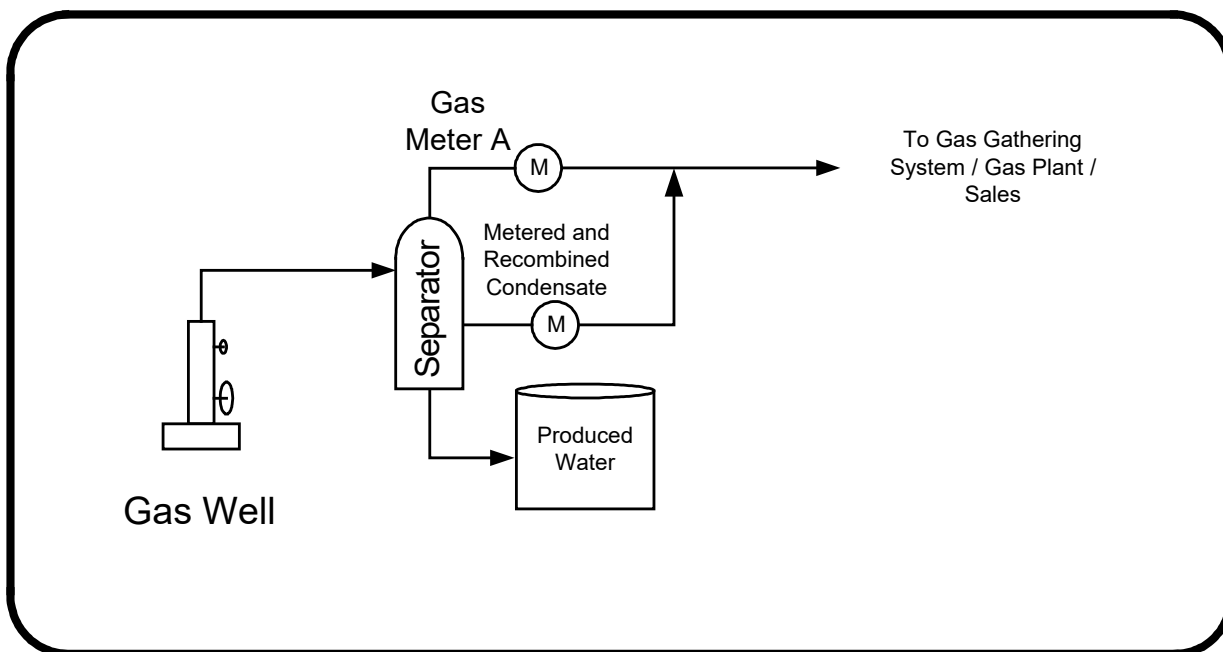 Gas
Meter A
M
To Gas Gathering
System / Gas Plant /
Sales
Separator
Metered and
Recombined
Condensate
M
Produced
Water
Gas Well